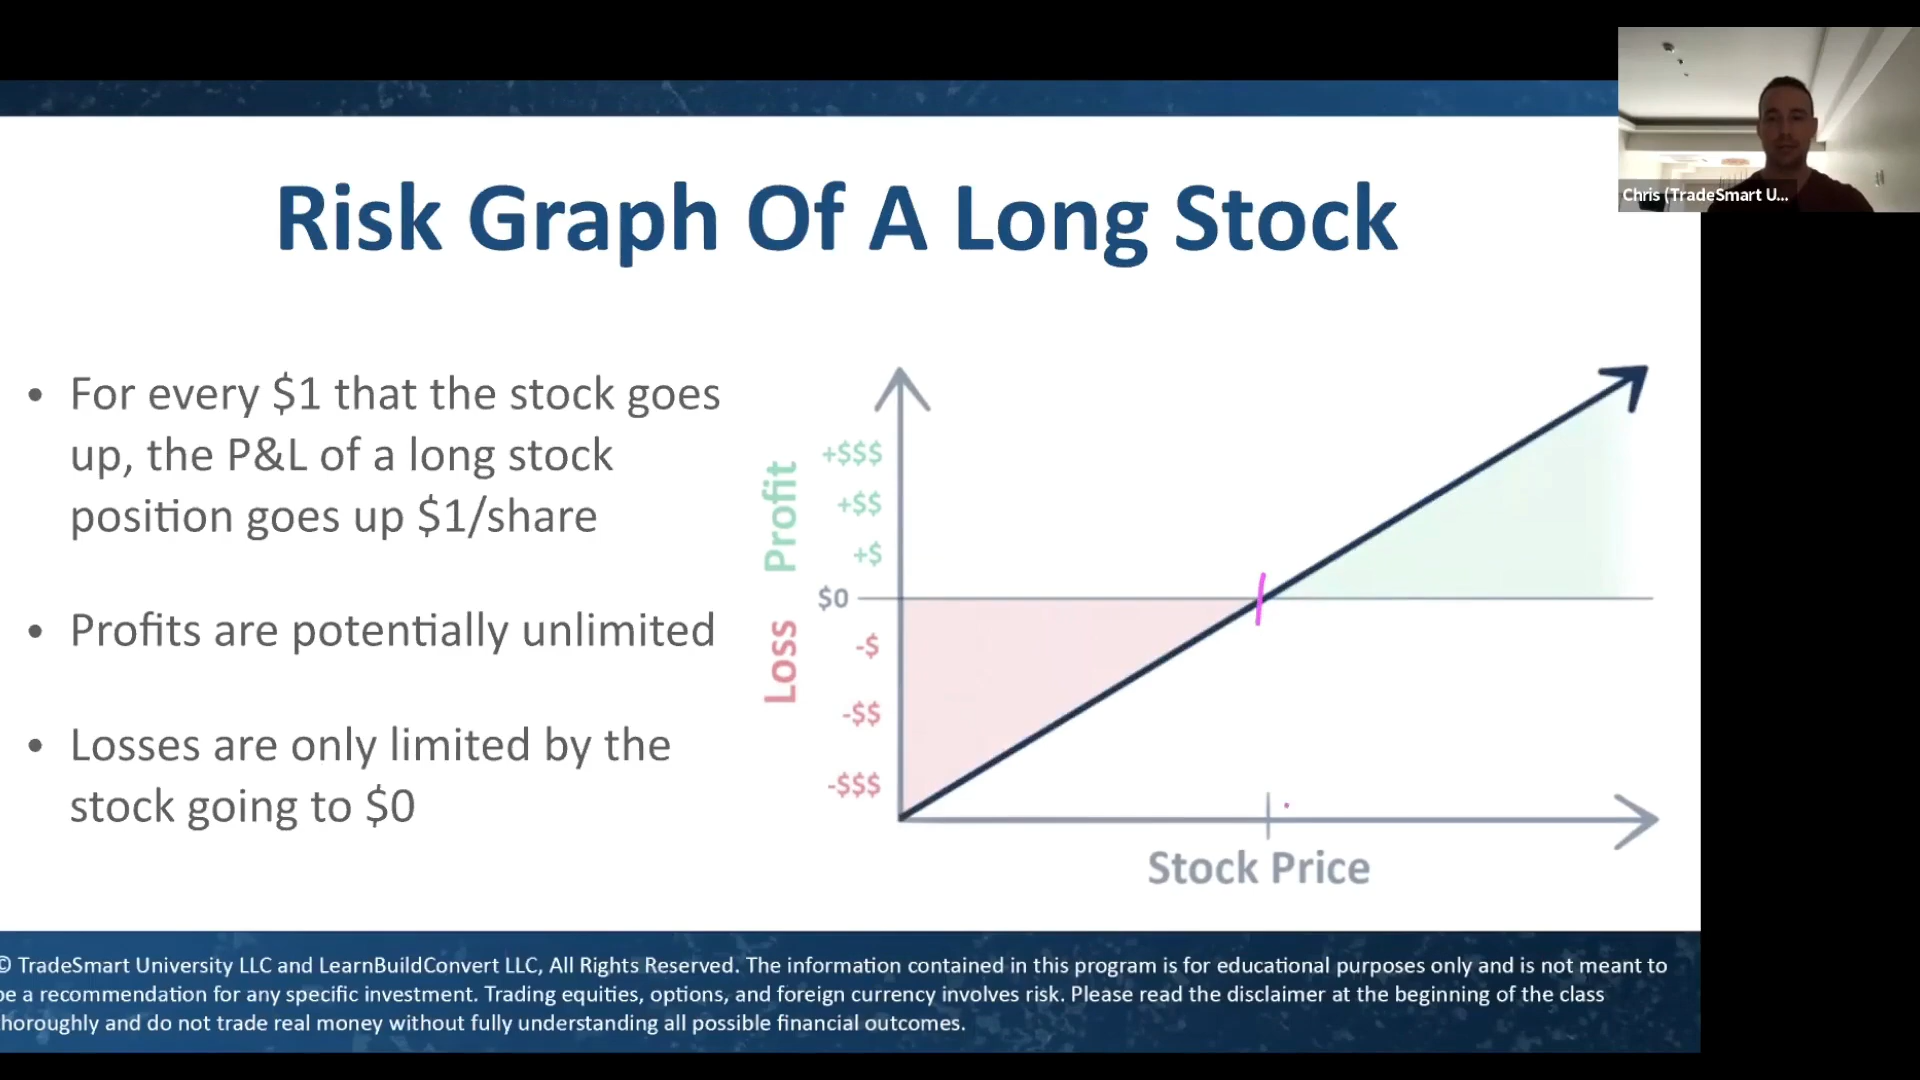 Chris (TradeSmart U...
Risk Graph Of A Long Stock
• For every $1 that the stock goes
up, the P&L of a long stock
position goes up $1/share
• Profits are potentially unlimited
• Losses are only limited by the
stock going to $0
Profit
Loss
+$$$
+$$
+$
$0
-$
-$$
-$$$
Stock Price
© TradeSmart University LLC and LearnBuildConvert LLC, All Rights Reserved. The information contained in this program is for educational purposes only and is not meant to
be a recommendation for any specific investment. Trading equities, options, and foreign currency involves risk. Please read the disclaimer at the beginning of the class
horoughly and do not trade real money without fully understanding all possible financial outcomes.